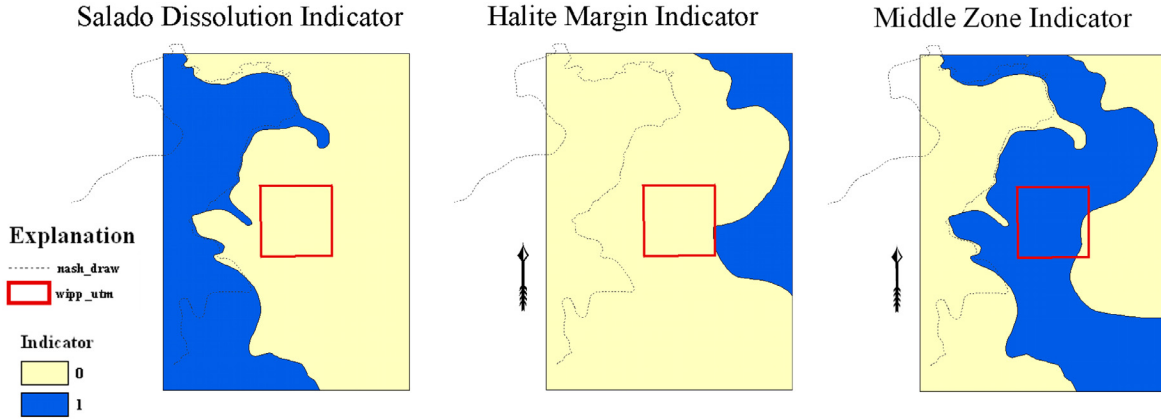 Salado Dissolution Indicator
Halite Margin Indicator
Middle Zone Indicator
Explanation
nash_draw
wipp_utm
Indicator
0
1